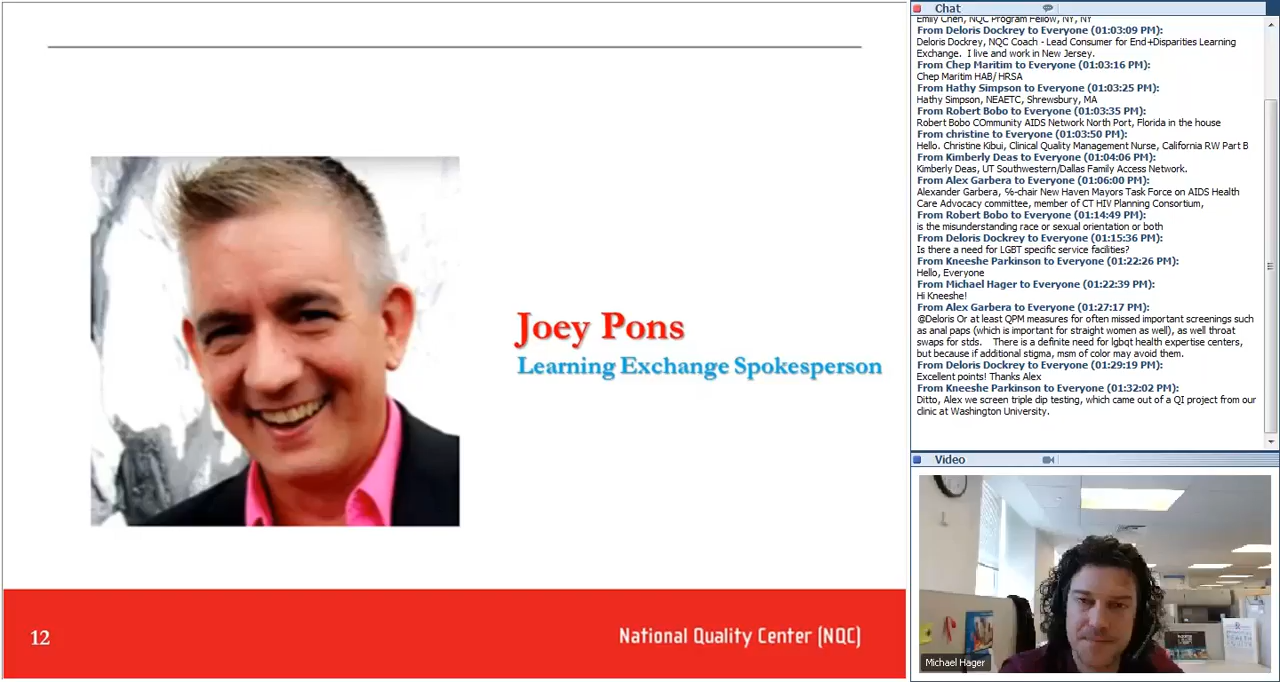 Joey Pons
Learning Exchange Spokesperson
12
National Quality Center (NQC)
Chat
Emily Chen, NQC Program Fellow, NY, NY
From Deloris Dockrey to Everyone (01:03:09 PM):
Deloris Dockrey, NQC Coach - Lead Consumer for End+Disparities Learning
Exchange.  I live and work in New Jersey.
From Chep Maritim to Everyone (01:03:16 PM):
Chep Maritim HAB/ HRSA
From Hathy Simpson to Everyone (01:03:25 PM):
Hathy Simpson, NEAETC, Shrewsbury, MA
From Robert Bobo to Everyone (01:03:35 PM):
Robert Bobo COmmunity AIDS Network North Port, Florida in the house
From christine to Everyone (01:03:50 PM):
Hello. Christine Kibui, Clinical Quality Management Nurse, California RW Part B
From Kimberly Deas to Everyone (01:04:06 PM):
Kimberly Deas, UT Southwestern/Dallas Family Access Network.
From Alex Garbera to Everyone (01:06:00 PM):
Alexander Garbera, ℅-chair New Haven Mayors Task Force on AIDS Health
Care Advocacy committee, member of CT HIV Planning Consortium,
From Robert Bobo to Everyone (01:14:49 PM):
is the misunderstanding race or sexual orientation or both
From Deloris Dockrey to Everyone (01:15:36 PM):
Is there a need for LGBT specific service facilities?
From Kneeshe Parkinson to Everyone (01:22:26 PM):
Hello, Everyone
From Michael Hager to Everyone (01:22:39 PM):
Hi Kneeshe!
From Alex Garbera to Everyone (01:27:17 PM):
@Deloris Or at least QPM measures for often missed important screenings such
as anal paps (which is important for straight women as well), as well throat
swaps for stds.    There is a definite need for lgbqt health expertise centers,
but because if additional stigma, msm of color may avoid them.
From Deloris Dockrey to Everyone (01:29:19 PM):
Excellent points! Thanks Alex
From Kneeshe Parkinson to Everyone (01:32:02 PM):
Ditto, Alex we screen triple dip testing, which came out of a QI project from our
clinic at Washington University.
Video
Michael Hager